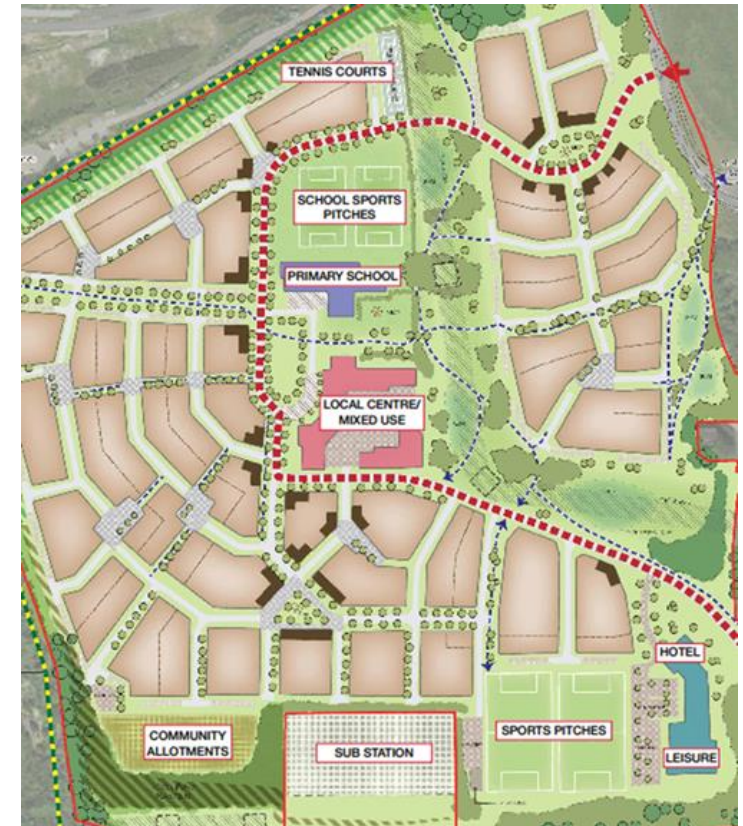 TENNIS COURTS
SCHOOL SPORTS
PITCHES
PRIMARY SCHOOL
LOCAL CENTRE/
MIXED USE
HOTEL
COMMUNITY
ALLOTMENTS
SUB STATION
SPORTS PITCHES
LEISURE